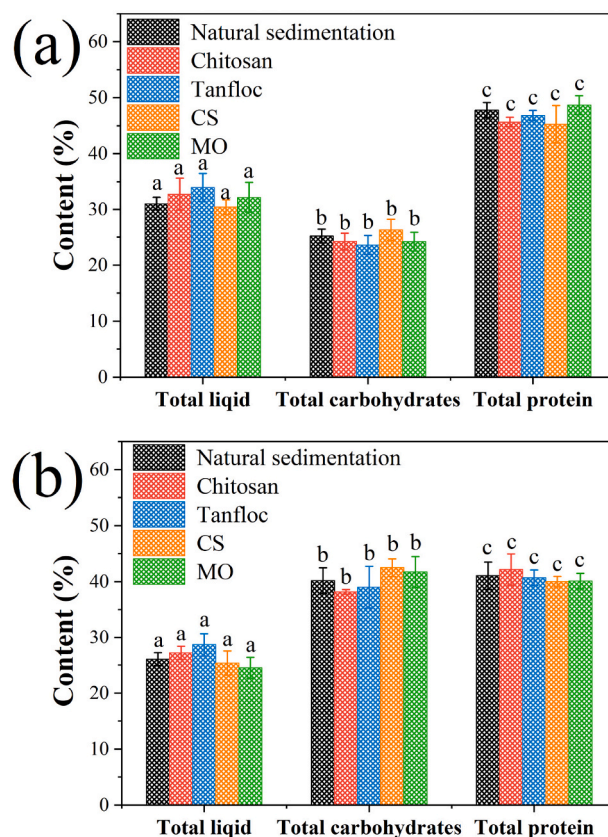 (a)
Natural sedimentation
Chitosan
Tanfloc
CS
MO
Content (%)
60
50
40
30
20
10
0
a a a a a
b b b b b
c c c c c
Total liqid Total carbohydrates Total protein
(b)
Natural sedimentation
Chitosan
Tanfloc
CS
MO
Content (%)
60
50
40
30
20
10
0
a a a a a
b b b b b
c c c c c
Total liqid Total carbohydrates Total protein